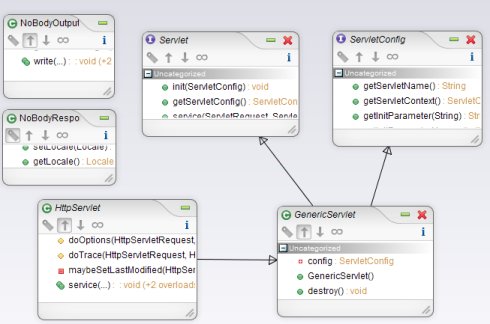 NoBodyOutput
write(...) : void (+2
NoBodyRespo
setLocale(Locale)
getLocale() : Locale
Servlet
Uncategorized
init(ServletConfig) : void
getServletConfig() : ServletCon
service(ServletRequest, Servle
ServletConfig
Uncategorized
getServletName() : String
getServletContext() : ServletC
getInitParameter(String) : Str
HttpServlet
doOptions(HttpServletRequest,
doTrace(HttpServletRequest, H
maybeSetLastModified(HttpSer
service(...) : void (+2 overloads
GenericServlet
Uncategorized
config : ServletConfig
GenericServlet()
destroy() : void